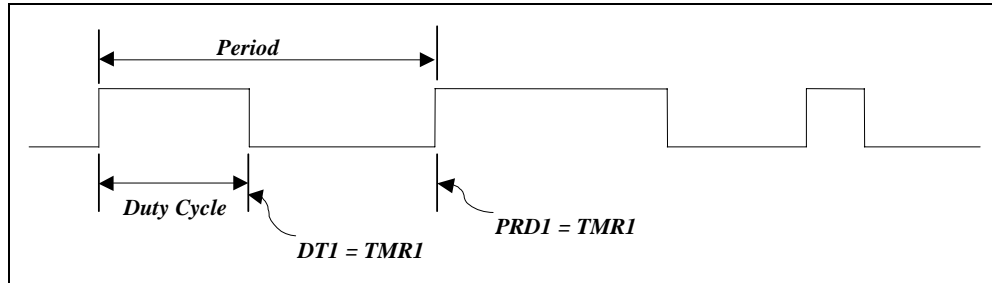 Period
Duty Cycle
DT1 = TMR1
PRD1 = TMR1